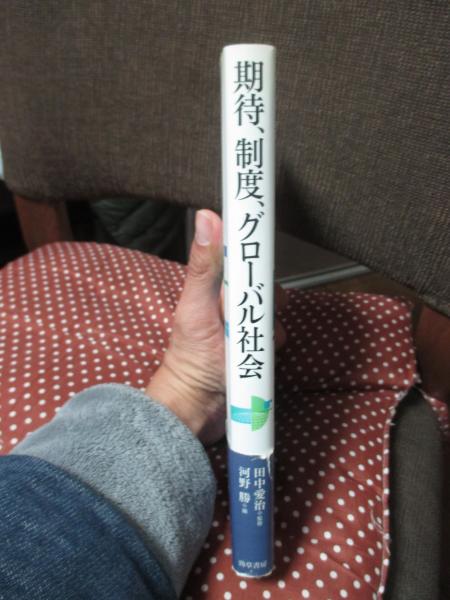 期待、制度、グローバル社会
田中愛治●監修
河野 勝●編
勁草書房